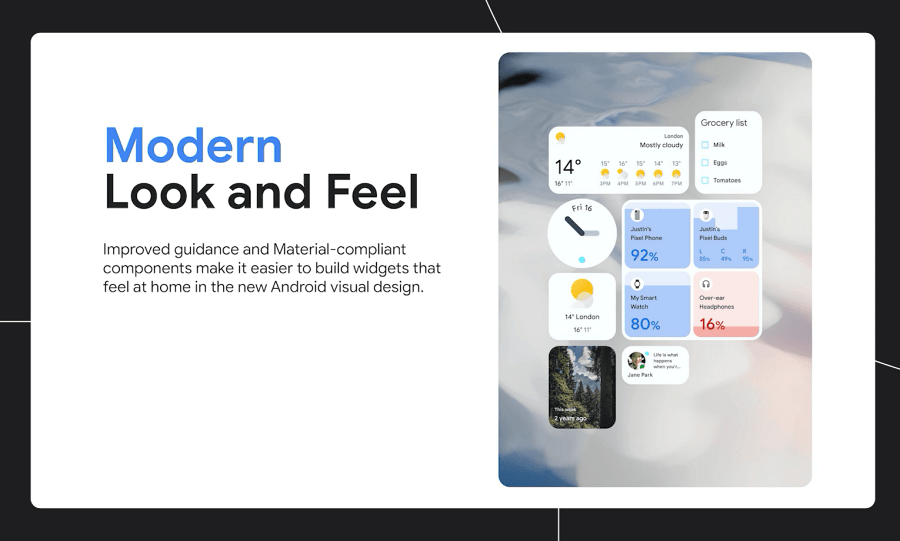 Modern
Look and Feel
Improved guidance and Material-compliant
components make it easier to build widgets that
feel at home in the new Android visual design.
London
Mostly cloudy
14°
16° 11°
15° 16° 15° 14° 13°
3PM 4PM 5PM 6PM 7PM
Grocery list
Milk
Eggs
Tomatoes
Fri 16
Justin's
Pixel Phone
92%
Justin's
Pixel Buds
L C R
85% 49% 95%
14° London
16° 11°
My Smart
Watch
80%
Over-ear
Headphones
16%
This week
2 years ago
Life is what
happens
when your...
Jane Park